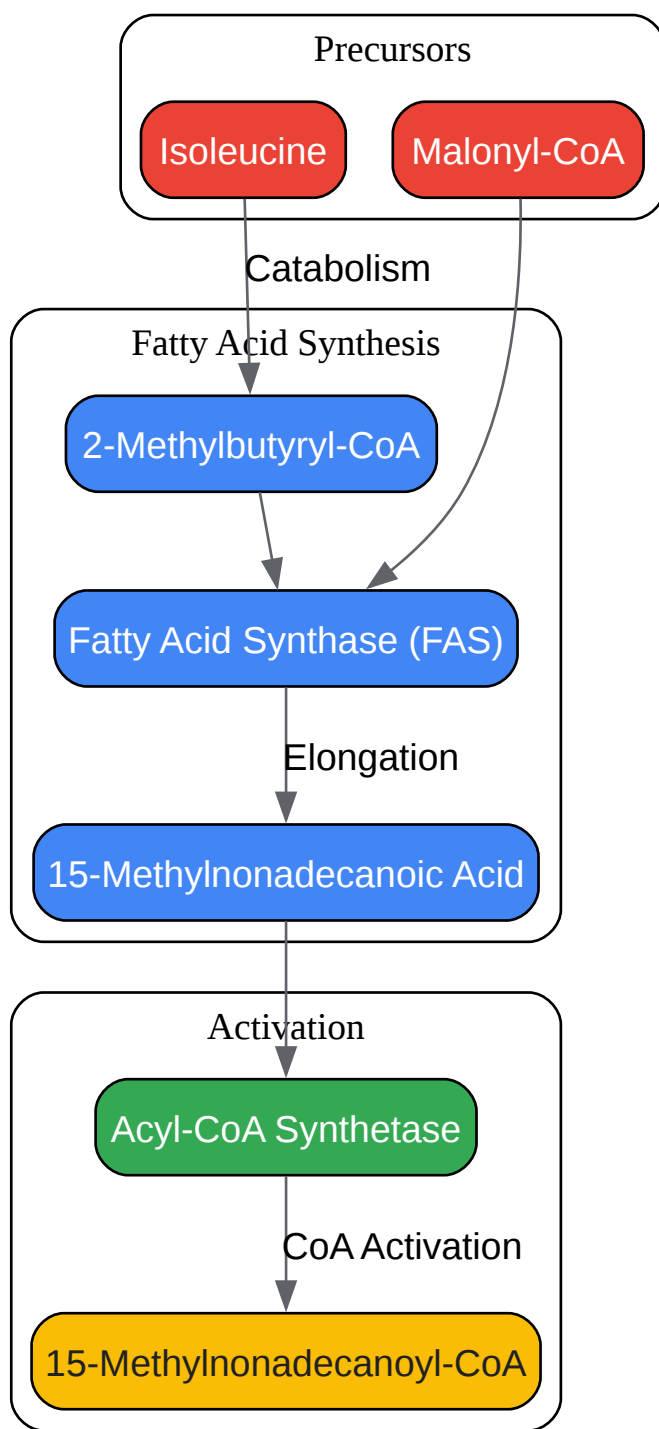 Precursors
Isoleucine
Malonyl-CoA
Catabolism
Fatty Acid Synthesis
2-Methylbutyryl-CoA
Fatty Acid Synthase (FAS)
Elongation
15-Methylnonadecanoic Acid
Activation
Acyl-CoA Synthetase
CoA Activation
15-Methylnonadecanoyl-CoA